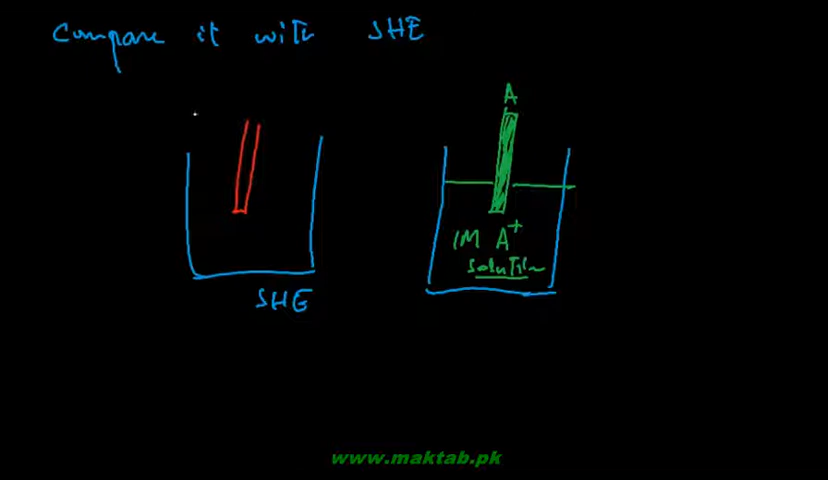 Compare it with SHE
A
1M A+
solution
SHE
www.maktab.pk